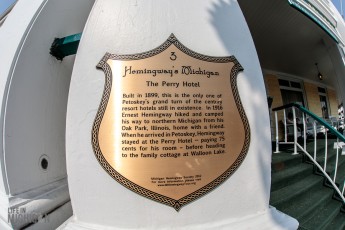 3
Hemingway's Michigan
The Perry Hotel
Built in 1899, this is the only one of
Petoskey's grand turn of the century
resort hotels still in existence. In 1916
Ernest Hemingway hiked and camped
his way to northern Michigan from his
Oak Park, Illinois, home with a friend.
When he arrived in Petoskey, Hemingway
stayed at the Perry Hotel – paying 75
cents for his room – before heading
to the family cottage at Walloon Lake.
Michigan Hemingway Society